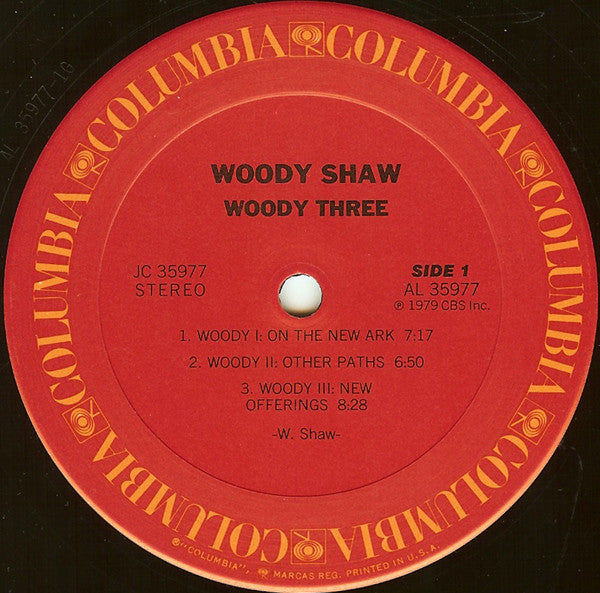 COLUMBIA COLUMBIA COLUMBIA COLUMBIA COLUMBIA COLUMBIA
AL 35977-1G
WOODY SHAW
WOODY THREE
JC 35977
STEREO
SIDE 1
AL 35977
℗ 1979 CBS Inc.
1. WOODY I: ON THE NEW ARK 7:17
2. WOODY II: OTHER PATHS 6:50
3. WOODY III: NEW
OFFERINGS 8:28
-W. Shaw-
®"COLUMBIA", MARCAS REG. PRINTED IN U.S.A.